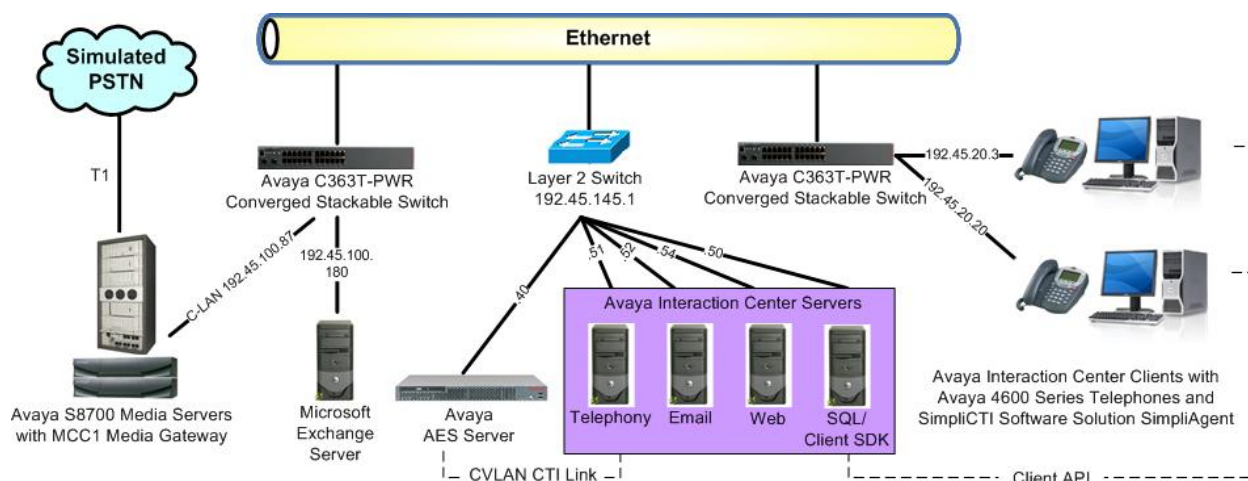 Ethernet
Simulated
PSTN
T1
Avaya C363T-PWR
Converged Stackable Switch
Layer 2 Switch
192.45.145.1
Avaya C363T-PWR
Converged Stackable Switch
192.45.20.3
192.45.20.20
C-LAN 192.45.100.87
192.45.100.
180
.40
.51
.52
.54
.50
Avaya Interaction Center Servers
Telephony
Email
Web
SQL/
Client SDK
Avaya S8700 Media Servers
with MCC1 Media Gateway
Microsoft
Exchange
Server
Avaya
AES Server
Avaya Interaction Center Clients with
Avaya 4600 Series Telephones and
SimpliCTI Software Solution SimpliAgent
CVLAN CTI Link
Client API